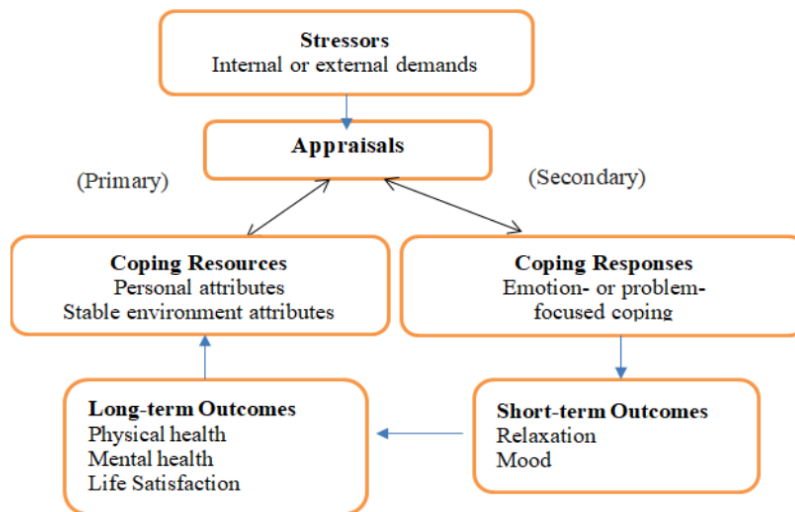 Stressors
Internal or external demands
Appraisals
(Primary)
(Secondary)
Coping Resources
Personal attributes
Stable environment attributes
Coping Responses
Emotion- or problem-
focused coping
Long-term Outcomes
Physical health
Mental health
Life Satisfaction
Short-term Outcomes
Relaxation
Mood